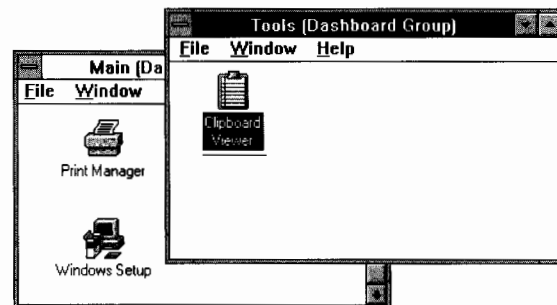 Tools (Dashboard Group)
File Window Help
Clipboard
Viewer
Main (Da
File Window
Print Manager
Windows Setup